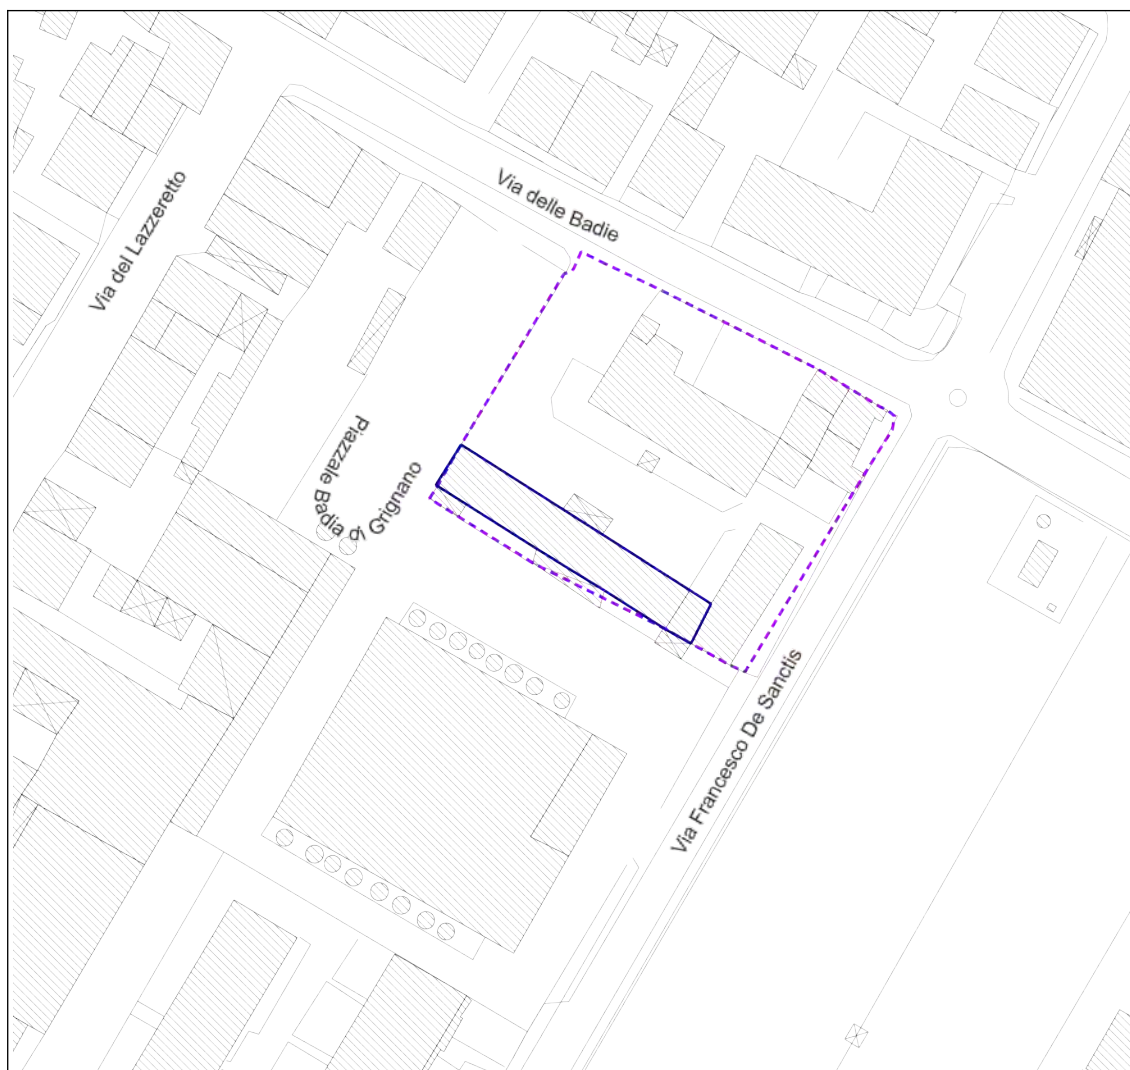 Via delle Badie
Via del Lazzeretto
Piazzale Badia di Grignano
Via Francesco De Sanctis